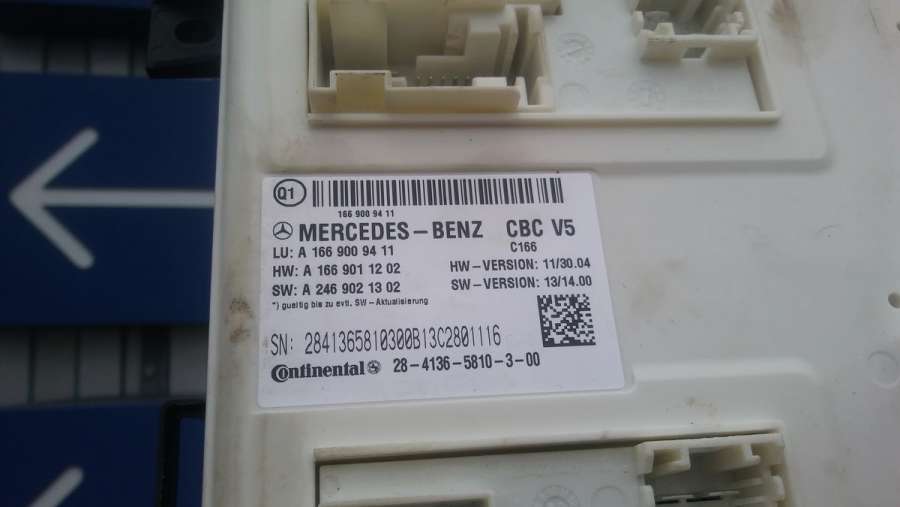 Q1
166 900 94 11
MERCEDES-BENZ CBC V5
C166
LU: A 166 900 94 11
HW: A 166 901 12 02 HW-VERSION: 11/30.04
SW: A 246 902 13 02 SW-VERSION: 13/14.00
*) gueltig bis zu evtl. SW-Aktualisierung
SN: 2841365810300B13C2801116
Continental 28-4136-5810-3-00